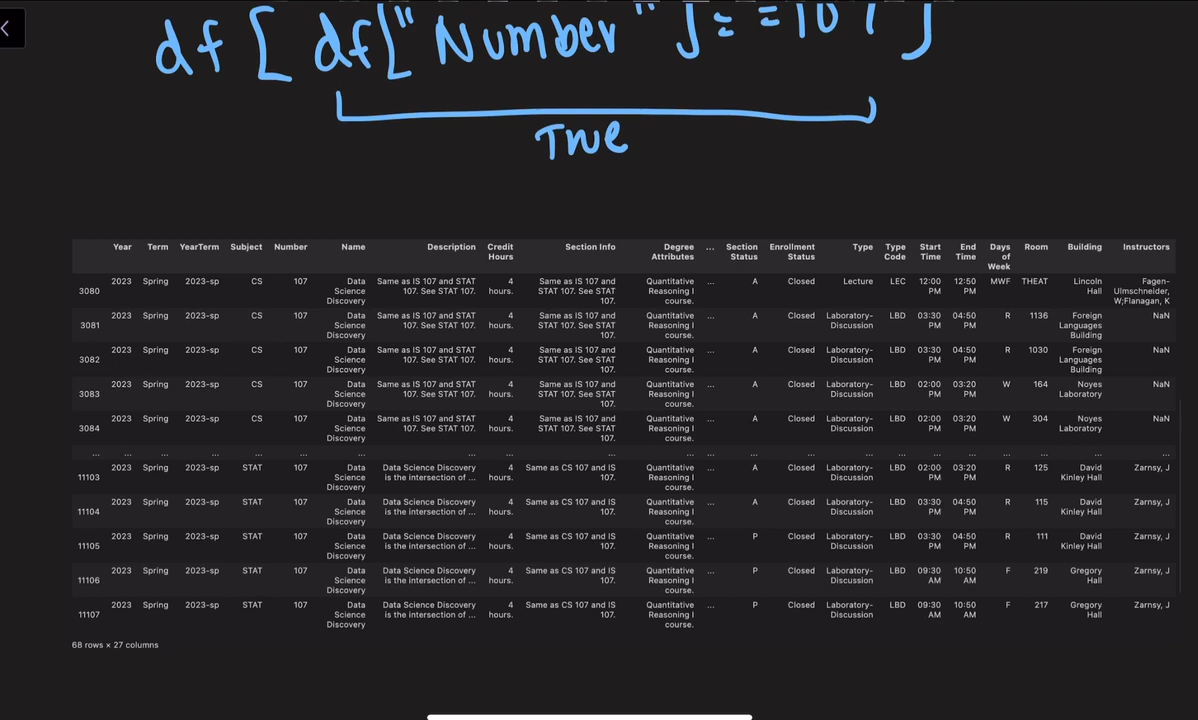 df [ df["Number"]==107 ]
True
Year Term YearTerm Subject Number Name Description Credit Hours Section Info Degree Attributes ... Section Status Enrollment Status Type Type Code Start Time End Time Days of Week Room Building Instructors
3080 2023 Spring 2023-sp CS 107 Data Science Discovery Same as IS 107 and STAT 107. See STAT 107. 4 hours. Same as IS 107 and STAT 107. See STAT 107. Quantitative Reasoning I course. ... A Closed Lecture LEC 12:00 PM 12:50 PM MWF THEAT Lincoln Hall Fagen-Ulmschneider, W;Flanagan, K
3081 2023 Spring 2023-sp CS 107 Data Science Discovery Same as IS 107 and STAT 107. See STAT 107. 4 hours. Same as IS 107 and STAT 107. See STAT 107. Quantitative Reasoning I course. ... A Closed Laboratory-Discussion LBD 03:30 PM 04:50 PM R 1136 Foreign Languages Building NaN
3082 2023 Spring 2023-sp CS 107 Data Science Discovery Same as IS 107 and STAT 107. See STAT 107. 4 hours. Same as IS 107 and STAT 107. See STAT 107. Quantitative Reasoning I course. ... A Closed Laboratory-Discussion LBD 03:30 PM 04:50 PM R 1030 Foreign Languages Building NaN
3083 2023 Spring 2023-sp CS 107 Data Science Discovery Same as IS 107 and STAT 107. See STAT 107. 4 hours. Same as IS 107 and STAT 107. See STAT 107. Quantitative Reasoning I course. ... A Closed Laboratory-Discussion LBD 02:00 PM 03:20 PM W 164 Noyes Laboratory NaN
3084 2023 Spring 2023-sp CS 107 Data Science Discovery Same as IS 107 and STAT 107. See STAT 107. 4 hours. Same as IS 107 and STAT 107. See STAT 107. Quantitative Reasoning I course. ... A Closed Laboratory-Discussion LBD 02:00 PM 03:20 PM W 304 Noyes Laboratory NaN
... ... ... ... ... ... ... ... ... ... ... ... ... ... ... ... ... ... ... ... ... ...
11103 2023 Spring 2023-sp STAT 107 Data Science Discovery Data Science Discovery is the intersection of ... 4 hours. Same as CS 107 and IS 107. Quantitative Reasoning I course. ... A Closed Laboratory-Discussion LBD 02:00 PM 03:20 PM R 125 David Kinley Hall Zarnsy, J
11104 2023 Spring 2023-sp STAT 107 Data Science Discovery Data Science Discovery is the intersection of ... 4 hours. Same as CS 107 and IS 107. Quantitative Reasoning I course. ... A Closed Laboratory-Discussion LBD 03:30 PM 04:50 PM R 115 David Kinley Hall Zarnsy, J
11105 2023 Spring 2023-sp STAT 107 Data Science Discovery Data Science Discovery is the intersection of ... 4 hours. Same as CS 107 and IS 107. Quantitative Reasoning I course. ... P Closed Laboratory-Discussion LBD 03:30 PM 04:50 PM R 111 David Kinley Hall Zarnsy, J
11106 2023 Spring 2023-sp STAT 107 Data Science Discovery Data Science Discovery is the intersection of ... 4 hours. Same as CS 107 and IS 107. Quantitative Reasoning I course. ... P Closed Laboratory-Discussion LBD 09:30 AM 10:50 AM F 219 Gregory Hall Zarnsy, J
11107 2023 Spring 2023-sp STAT 107 Data Science Discovery Data Science Discovery is the intersection of ... 4 hours. Same as CS 107 and IS 107. Quantitative Reasoning I course. ... P Closed Laboratory-Discussion LBD 09:30 AM 10:50 AM F 217 Gregory Hall Zarnsy, J
68 rows × 27 columns